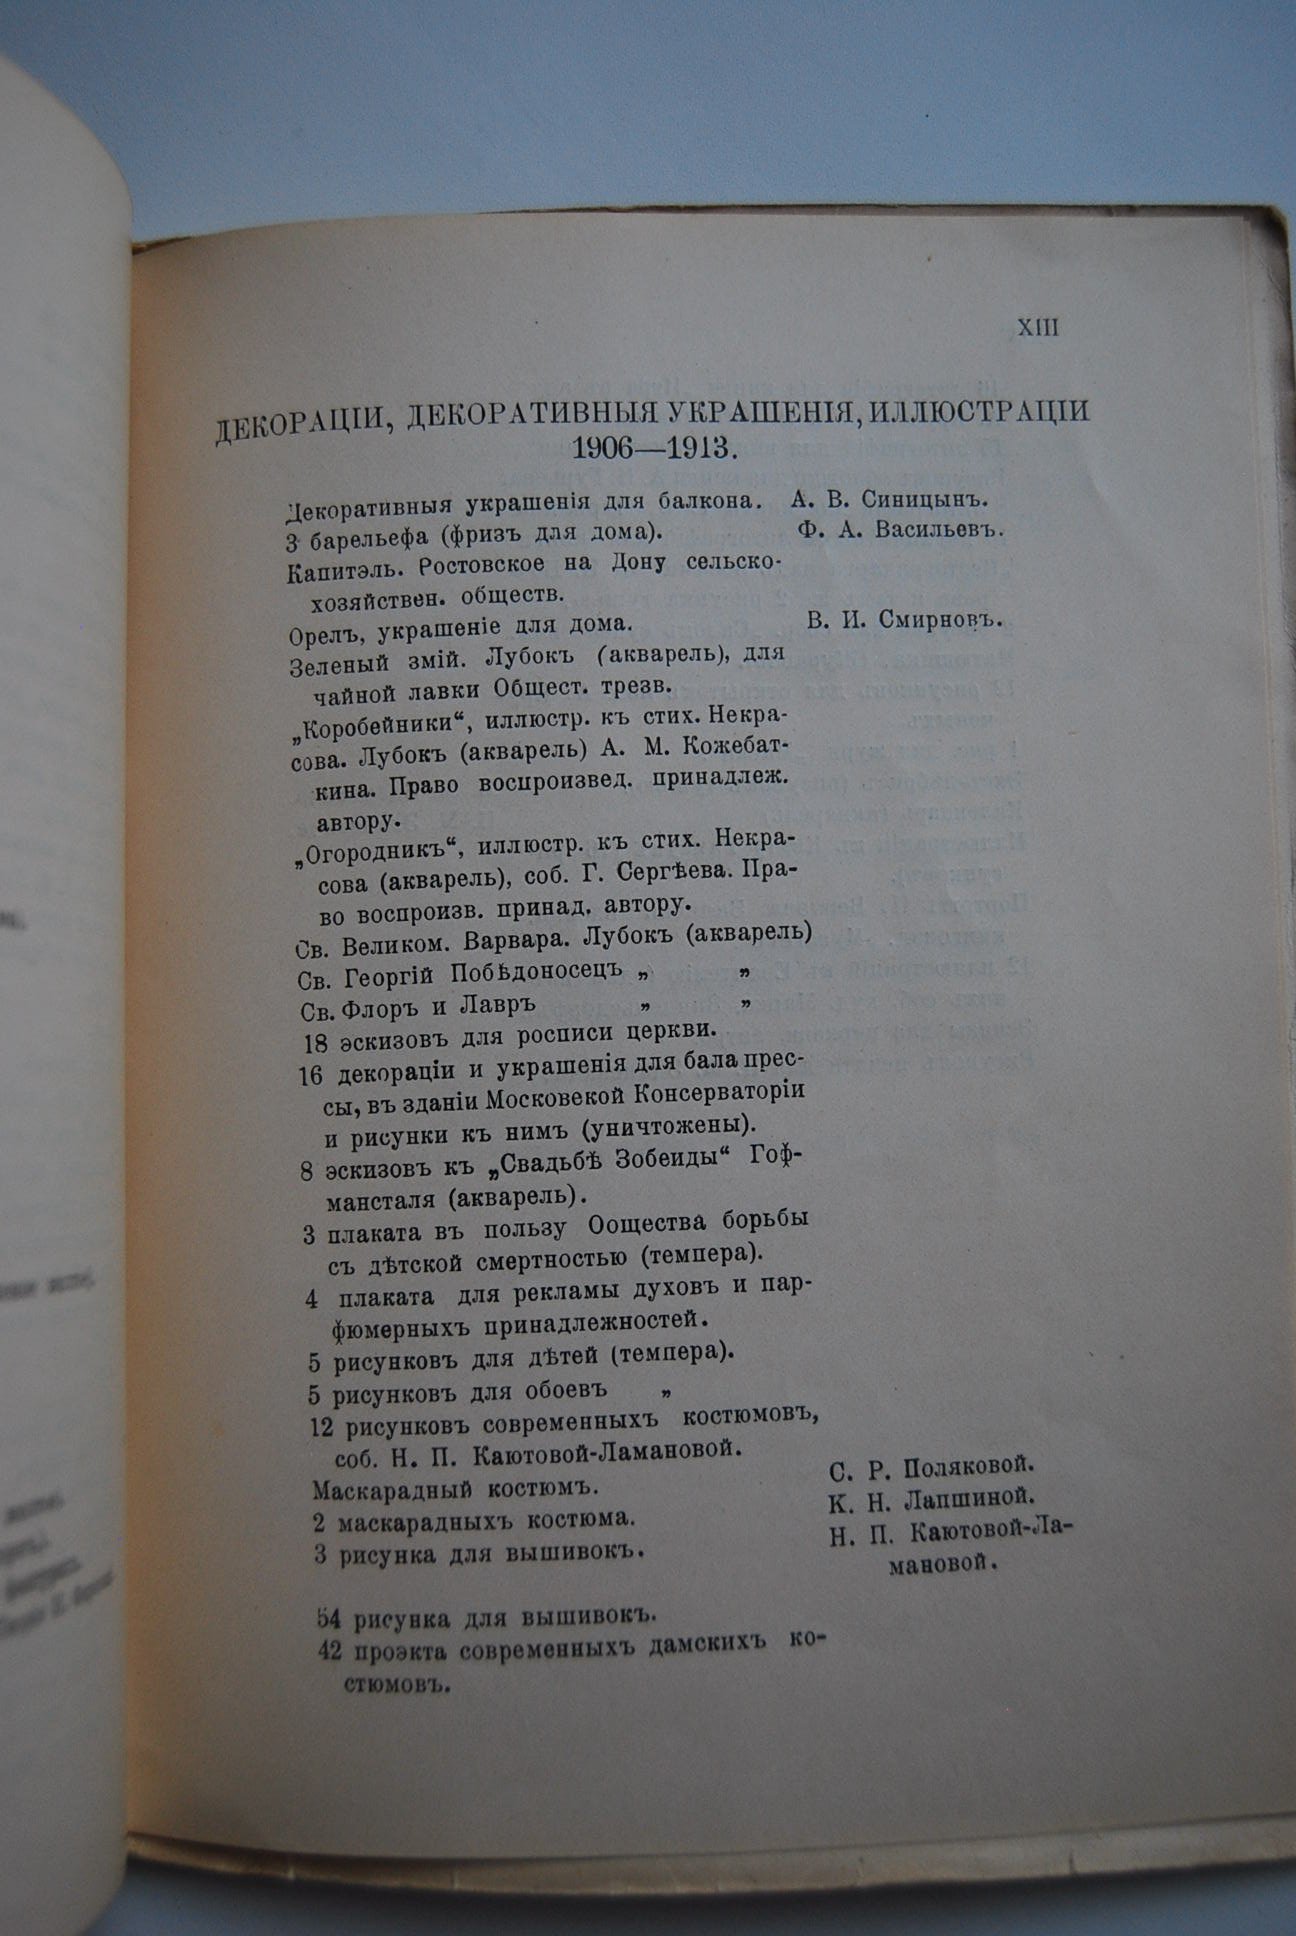 XIII
ДЕКОРАЦІИ, ДЕКОРАТИВНЫЯ УКРАШЕНІЯ, ИЛЛЮСТРАЦІИ
1906—1913.
Декоративныя украшенія для балкона. А. В. Синицынъ.
3 барельефа (фризъ для дома). Ф. А. Васильевъ.
Капитэль. Ростовское на Дону сельско-
хозяйствен. обществ.
Орелъ, украшеніе для дома. В. И. Смирновъ.
Зеленый змій. Лубокъ (акварель), для
чайной лавки Общест. трезв.
„Коробейники“, иллюстр. къ стих. Некра-
сова. Лубокъ (акварель) А. М. Кожебат-
кина. Право воспроизвед. принадлеж.
автору.
„Огородникъ“, иллюстр. къ стих. Некра-
сова (акварель), соб. Г. Сергѣева. Пра-
во воспроизв. принад. автору.
Св. Великом. Варвара. Лубокъ (акварель)
Св. Георгій Побѣдоносецъ „ „
Св. Флоръ и Лавръ „ „
18 эскизовъ для росписи церкви.
16 декораціи и украшенія для бала прес-
сы, въ зданіи Московекой Консерваторіи
и рисунки къ нимъ (уничтожены).
8 эскизовъ къ „Свадьбѣ Зобеиды“ Гоф-
мансталя (акварель).
3 плаката въ пользу Оощества борьбы
съ дѣтской смертностью (темпера).
4 плаката для рекламы духовъ и пар-
фюмерныхъ принадлежностей.
5 рисунковъ для дѣтей (темпера).
5 рисунковъ для обоевъ „
12 рисунковъ современныхъ костюмовъ,
соб. Н. П. Каютовой-Ламановой.
Маскарадный костюмъ. С. Р. Поляковой.
2 маскарадныхъ костюма. К. Н. Лапшиной.
3 рисунка для вышивокъ. Н. П. Каютовой-Ла-
мановой.
54 рисунка для вышивокъ.
42 проэкта современныхъ дамскихъ ко-
стюмовъ.